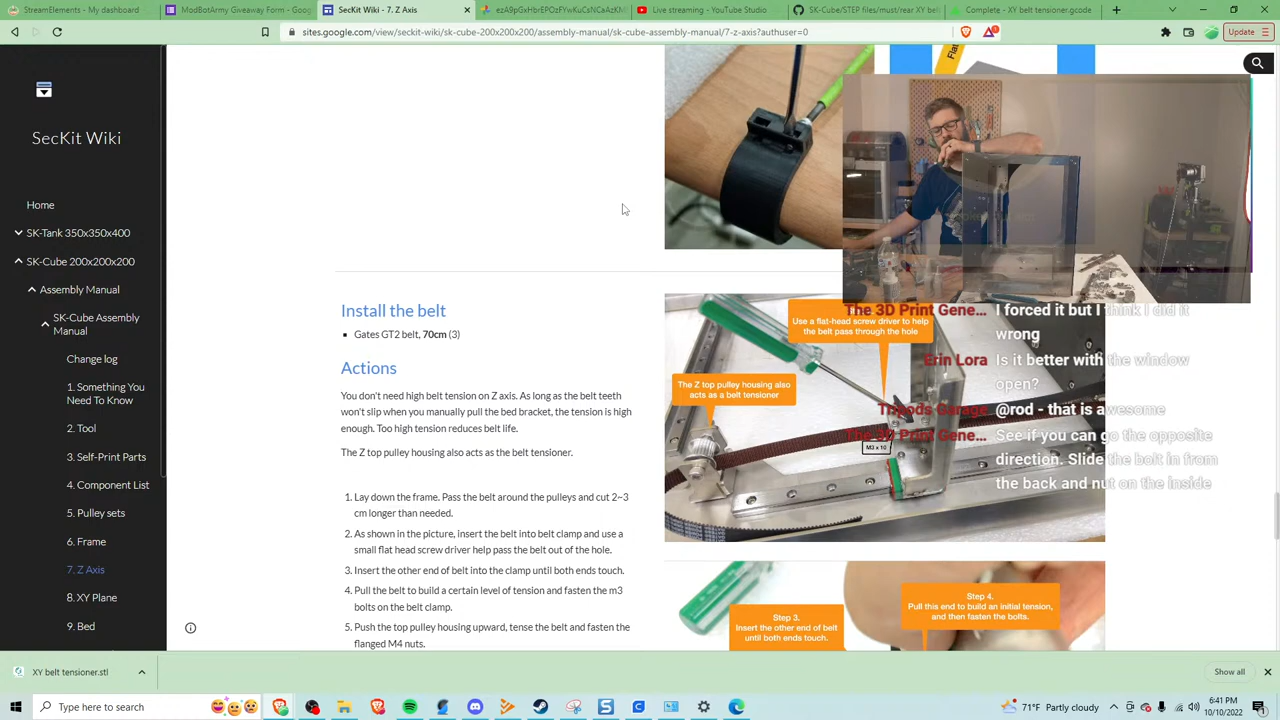 StreamElements - Dashboard
ModBotArmy Giveaway Form - Goog
SecKit Wiki - 7. Z Axis
ezA9pGxHbrEPOzFYwKuCsNCaAzKM
Live streaming - YouTube Studio
SK-Cube/STEP files/must/rear XY bel
Complete - XY belt tensioner.gcode
sites.google.com/view/seckit-wiki/sk-cube-200x200x200/assembly-manual/sk-cube-assembly-manual/7-z-axis?authuser=0
Update
SecKit Wiki
Home
SK-Tank 350x350x400
SK-Cube 200x200x200
Assembly Manual
SK-Cube Assembly
Manual
Change log
1. Something You
Need To Know
2. Tool
3. Self-Print Parts
4. Component List
5. Pulley sets
6. Frame
7. Z Axis
8. XY Plane
9. Bed
Flat
Install the belt
Gates GT2 belt, 70cm (3)
Actions
You don't need high belt tension on Z axis. As long as the belt teeth
won't slip when you manually pull the bed bracket, the tension is high
enough. Too high tension reduces belt life.
The Z top pulley housing also acts as the belt tensioner.
1. Lay down the frame. Pass the belt around the pulleys and cut 2~3
cm longer than needed.
2. As shown in the picture, insert the belt into belt clamp and use a
small flat head screw driver help pass the belt out of the hole.
3. Insert the other end of belt into the clamp until both ends touch.
4. Pull the belt to build a certain level of tension and fasten the m3
bolts on the belt clamp.
5. Push the top pulley housing upward, tense the belt and fasten the
flanged M4 nuts.
Use a flat-head screw driver to help
the belt pass through the hole
The Z top pulley housing also
acts as a belt tensioner
M3 x 10
Step 3.
Insert the other end of belt
until both ends touch.
Step 4.
Pull this end to build an initial tension,
and then fasten the bolts.
The 3D Print Gene... I forced it but I think I did it
wrong
Erin Lora Is it better with the window
open?
Tripods Garage @rod - that is awesome
The 3D Print Gene... See if you can go the opposite
direction. Slide the bolt in from
the back and nut on the inside
XY belt tensioner.stl
Show all
Type here to search
71°F Partly cloudy
6:41 PM
10/10/2022